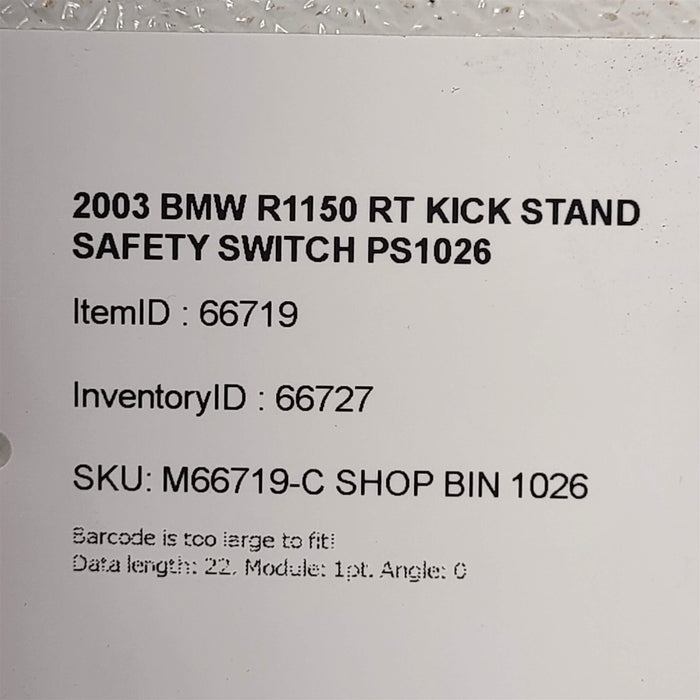 2003 BMW R1150 RT KICK STAND
SAFETY SWITCH PS1026
ItemID : 66719
InventoryID : 66727
SKU: M66719-C SHOP BIN 1026
Barcode is too large to fit!
Data length: 22. Module: 1pt. Angle: 0